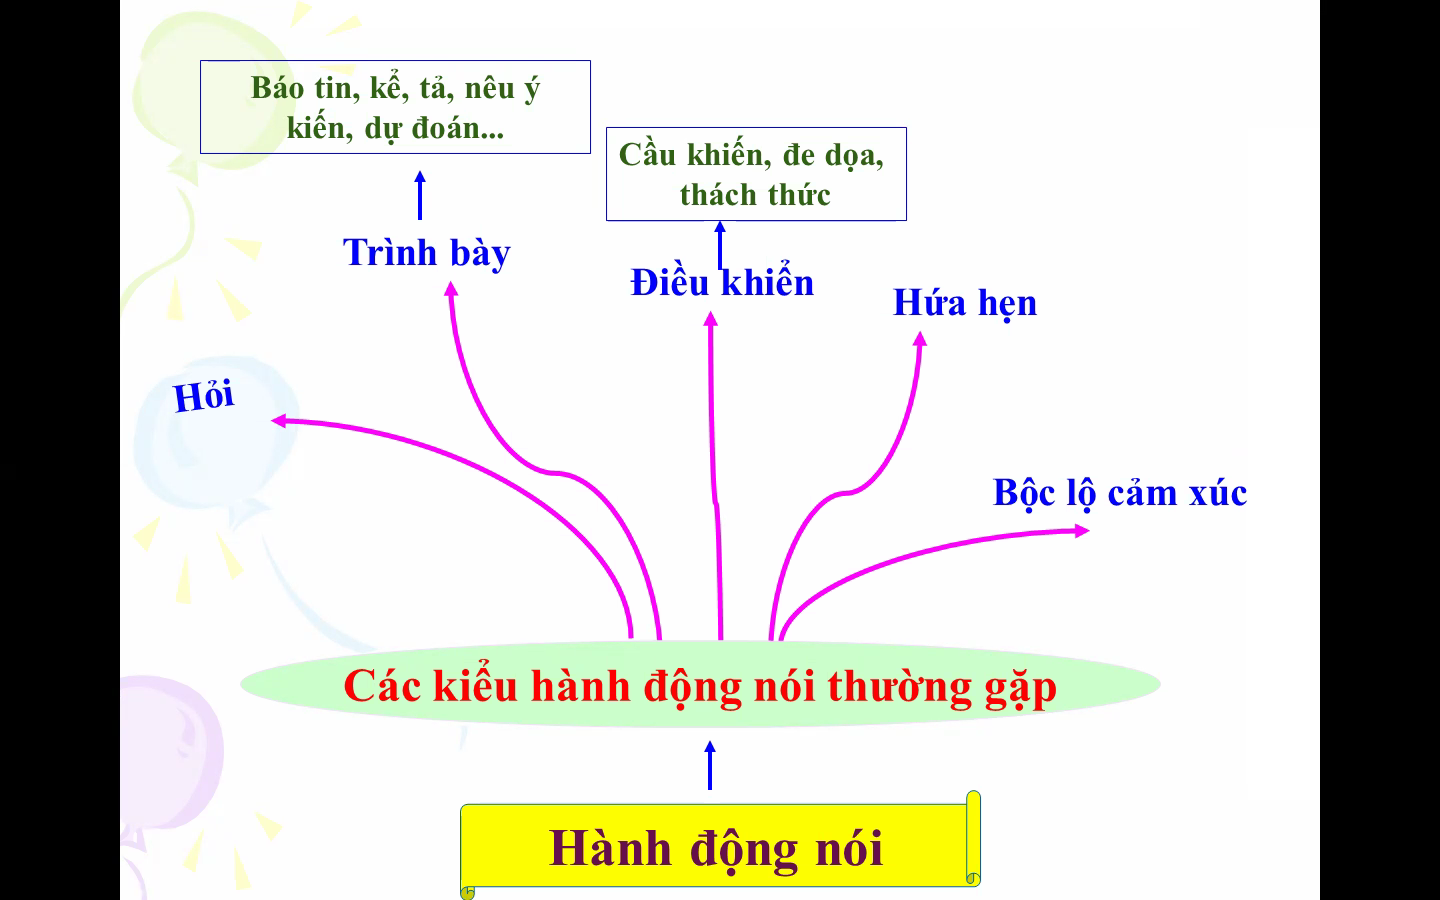 Báo tin, kể, tả, nêu ý
kiến, dự đoán...
Cầu khiến, đe dọa,
thách thức
Trình bày
Điều khiển
Hứa hẹn
Hỏi
Bộc lộ cảm xúc
Các kiểu hành động nói thường gặp
Hành động nói